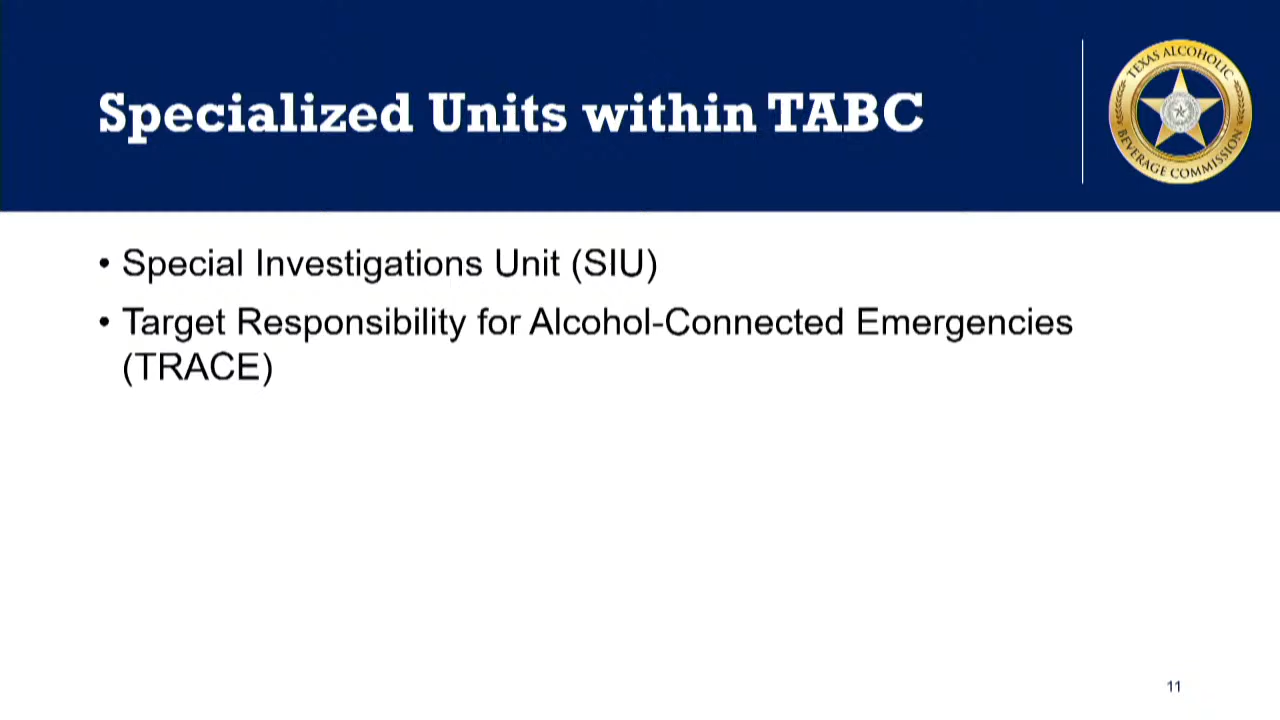 Specialized Units within TABC
TEXAS ALCOHOLIC
BEVERAGE COMMISSION
• Special Investigations Unit (SIU)
• Target Responsibility for Alcohol-Connected Emergencies
(TRACE)
11